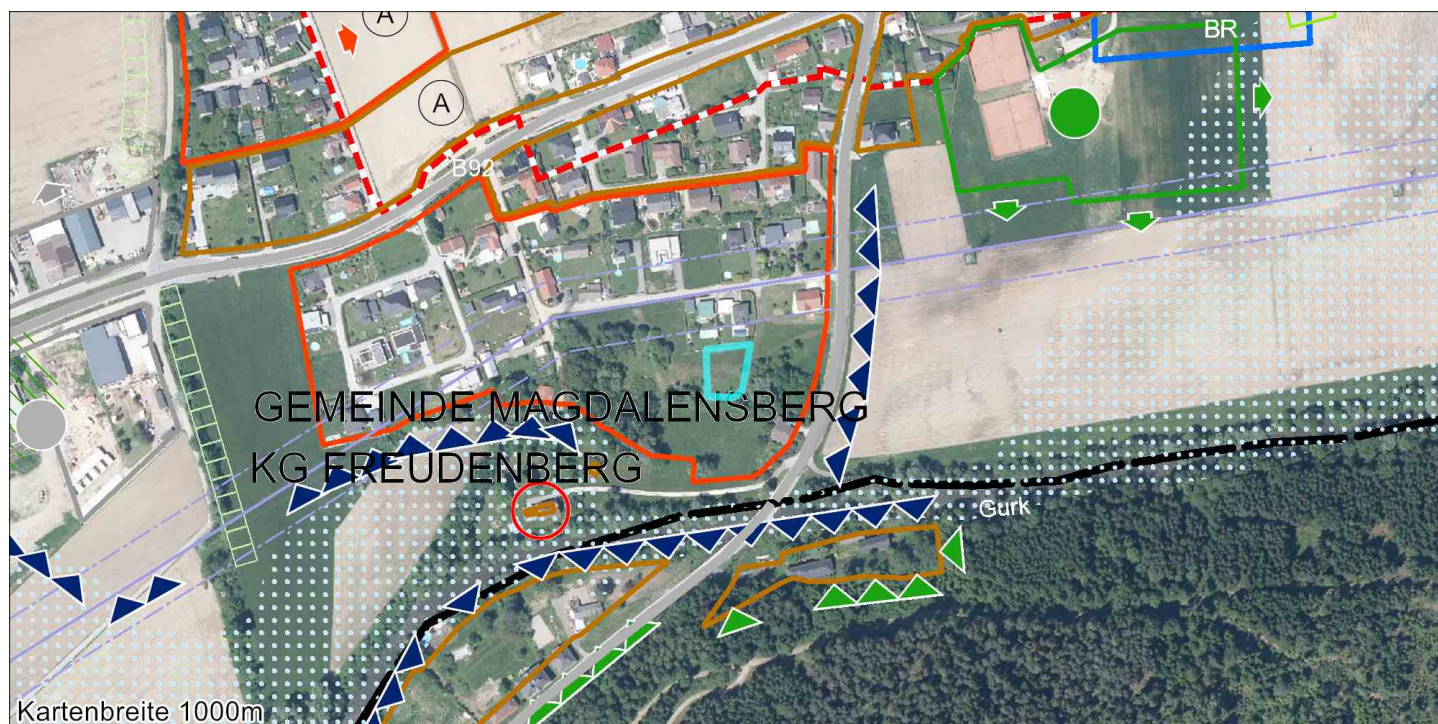 A
BR
A
B92
GEMEINDE MAGDALENSBERG
KG FREUDENBERG
Gurk
Kartenbreite 1000m